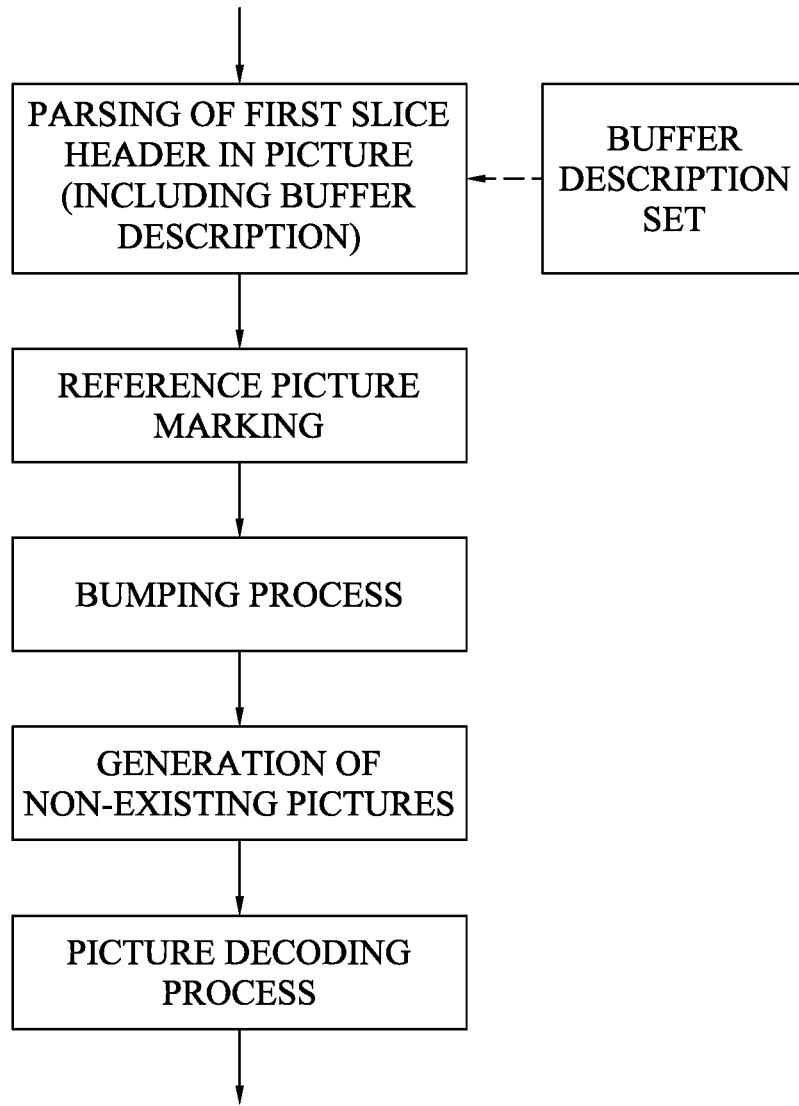 PARSING OF FIRST SLICE
HEADER IN PICTURE
(INCLUDING BUFFER
DESCRIPTION)
BUFFER
DESCRIPTION
SET
REFERENCE PICTURE
MARKING
BUMPING PROCESS
GENERATION OF
NON-EXISTING PICTURES
PICTURE DECODING
PROCESS